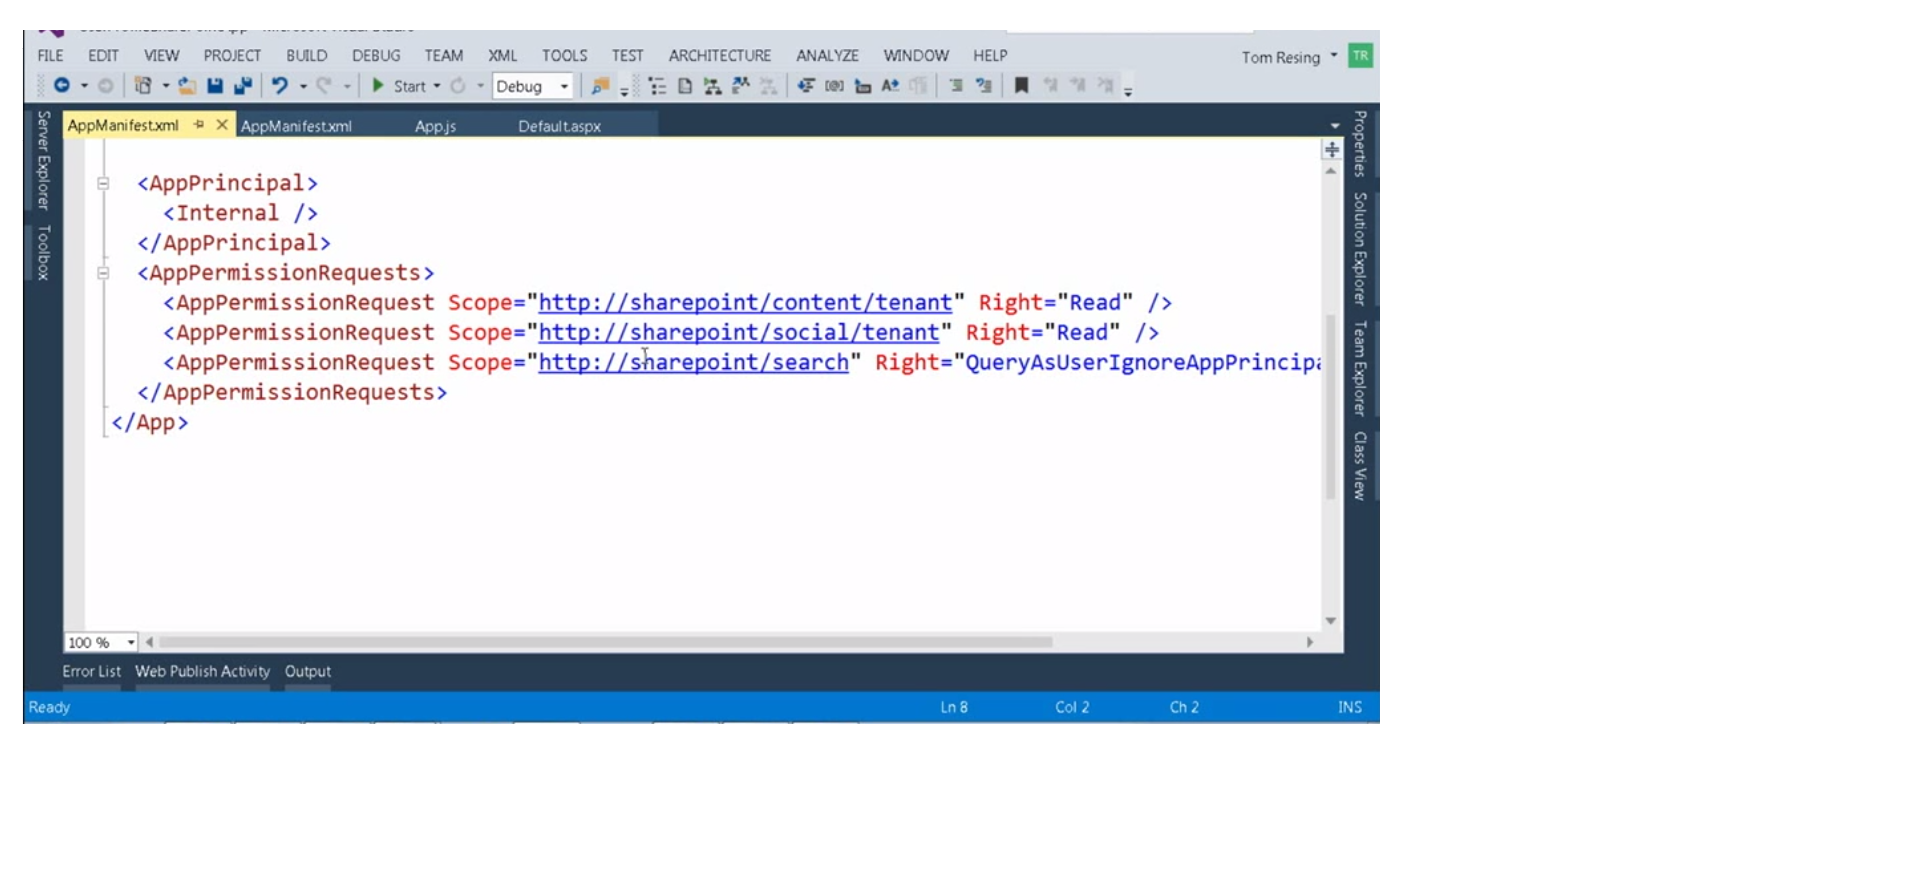 FILE EDIT VIEW PROJECT BUILD DEBUG TEAM XML TOOLS TEST ARCHITECTURE ANALYZE WINDOW HELP Tom Resing TR
Start Debug
AppManifest.xml AppManifest.xml App.js Default.aspx
Server Explorer
Toolbox
<AppPrincipal>
<Internal />
</AppPrincipal>
<AppPermissionRequests>
<AppPermissionRequest Scope="http://sharepoint/content/tenant" Right="Read" />
<AppPermissionRequest Scope="http://sharepoint/social/tenant" Right="Read" />
<AppPermissionRequest Scope="http://sharepoint/search" Right="QueryAsUserIgnoreAppPrincipa
</AppPermissionRequests>
</App>
Properties
Solution Explorer
Team Explorer
Class View
100 %
Error List Web Publish Activity Output
Ready Ln 8 Col 2 Ch 2 INS